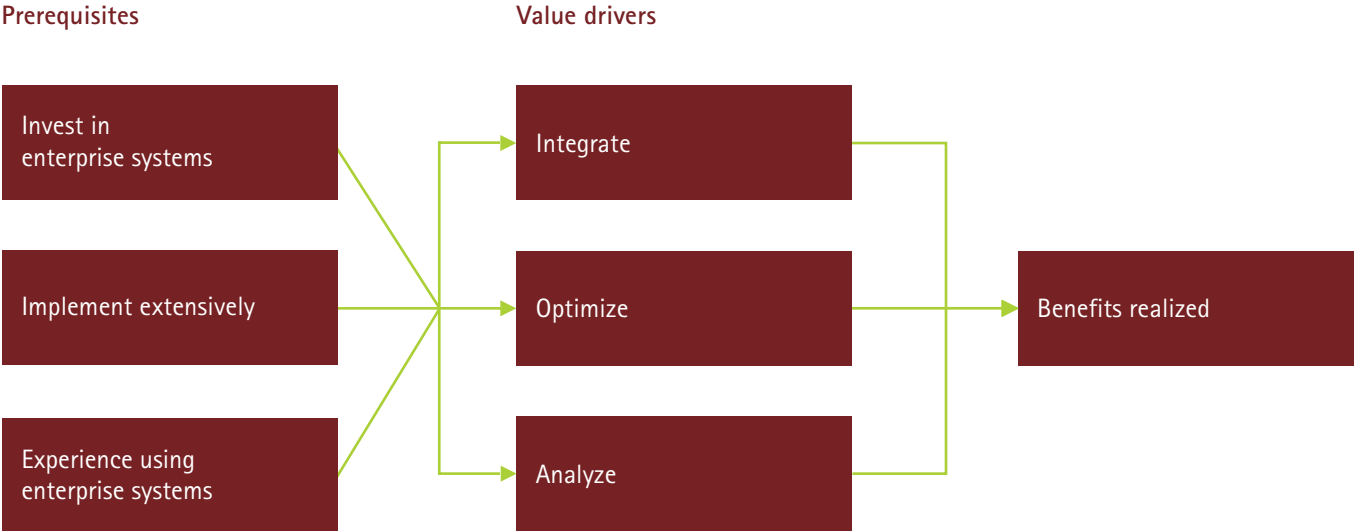 Prerequisites
Value drivers
Invest in
enterprise systems
Integrate
Implement extensively
Optimize
Benefits realized
Experience using
enterprise systems
Analyze